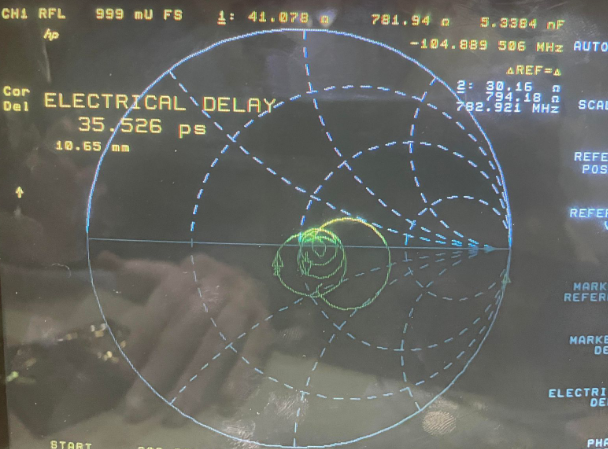 CH1 RFL 999 mU FS 1: 41.078 Ω 781.94 Ω 5.3384 nF
hp
-104.889 506 MHz
AUTO
ΔREF=Δ
2: 30.16 Ω
794.18 Ω
782.921 MHz
Cor
Del
ELECTRICAL DELAY
35.526 ps
10.65 mm
SCAL
REFE
POS
REFER
V
MARK
REFERE
MARKE
DE
ELECTRI
DE
PHA
START